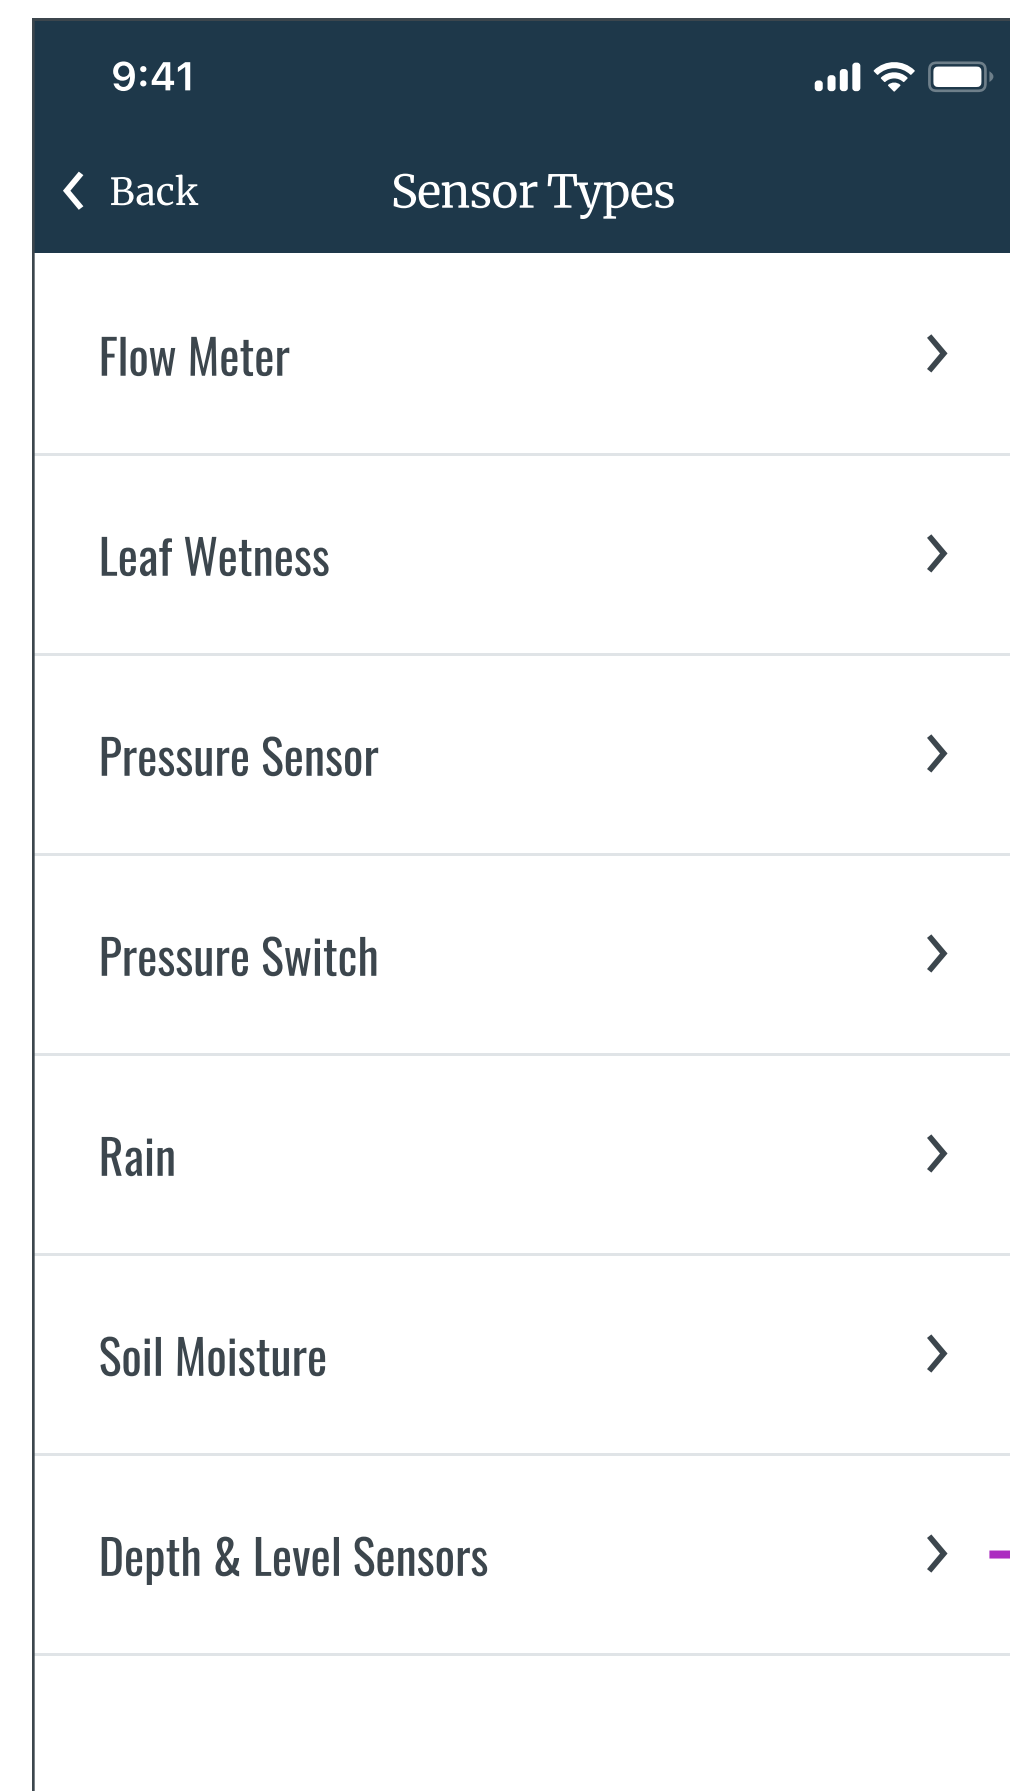 9:41
Back
Sensor Types
Flow Meter
Leaf Wetness
Pressure Sensor
Pressure Switch
Rain
Soil Moisture
Depth & Level Sensors